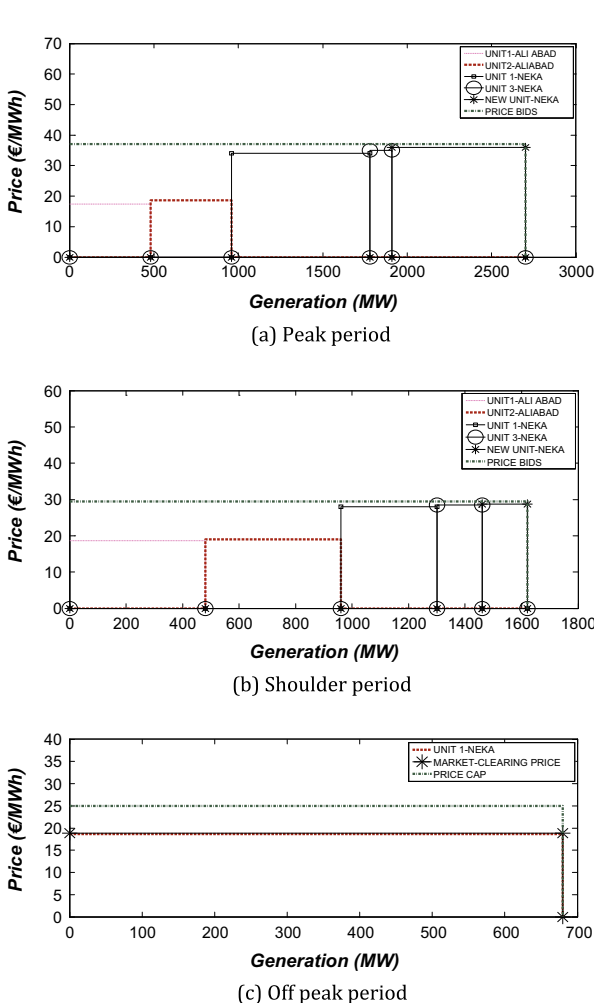 70
60
50
40
30
20
10
0
Price (€/MWh)
UNIT1-ALI ABAD
UNIT2-ALIABAD
UNIT 1-NEKA
UNIT 3-NEKA
NEW UNIT-NEKA
PRICE BIDS
0 500 1000 1500 2000 2500 3000
Generation (MW)
(a) Peak period
60
50
40
30
20
10
0
Price (€/MWh)
UNIT1-ALI ABAD
UNIT2-ALIABAD
UNIT 1-NEKA
UNIT 3-NEKA
NEW UNIT-NEKA
PRICE BIDS
0 200 400 600 800 1000 1200 1400 1600 1800
Generation (MW)
(b) Shoulder period
40
35
30
25
20
15
10
5
0
Price (€/MWh)
UNIT 1-NEKA
MARKET-CLEARING PRICE
PRICE CAP
0 100 200 300 400 500 600 700
Generation (MW)
(c) Off peak period